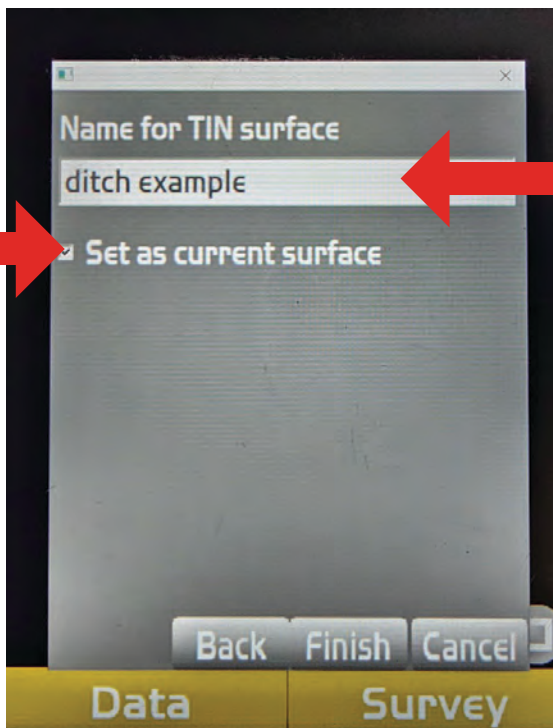 Name for TIN surface
ditch example
Set as current surface
Back Finish Cancel
Data Survey